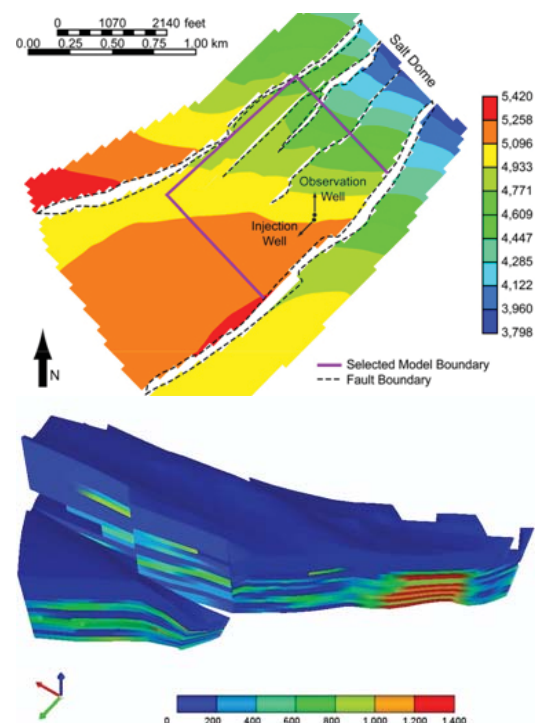 0 1070 2140 feet
0.00 0.25 0.50 0.75 1.00 km
Salt Dome
5,420
5,258
5,096
4,933
4,771
4,609
4,447
4,285
4,122
3,960
3,798
Observation
Well
Injection
Well
N
Selected Model Boundary
Fault Boundary
0 200 400 600 800 1,000 1,200 1,400